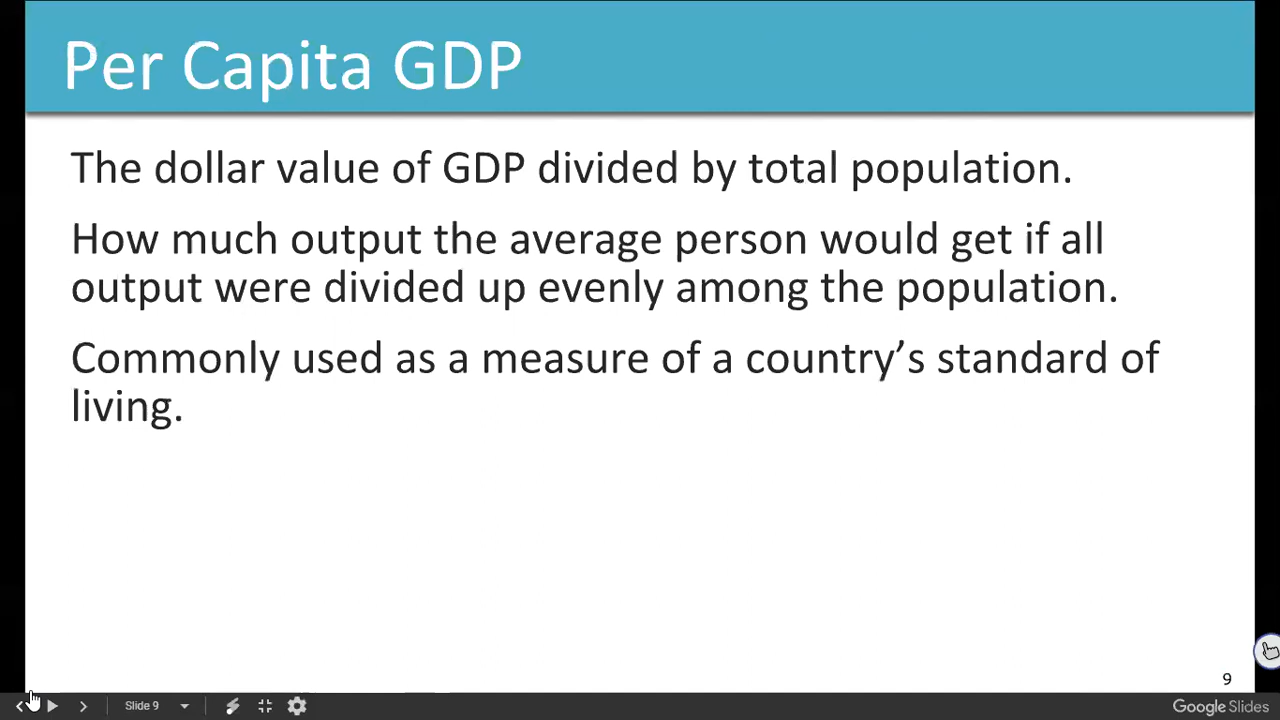 Per Capita GDP
The dollar value of GDP divided by total population.
How much output the average person would get if all
output were divided up evenly among the population.
Commonly used as a measure of a country’s standard of
living.
9
Slide 9
Google Slides